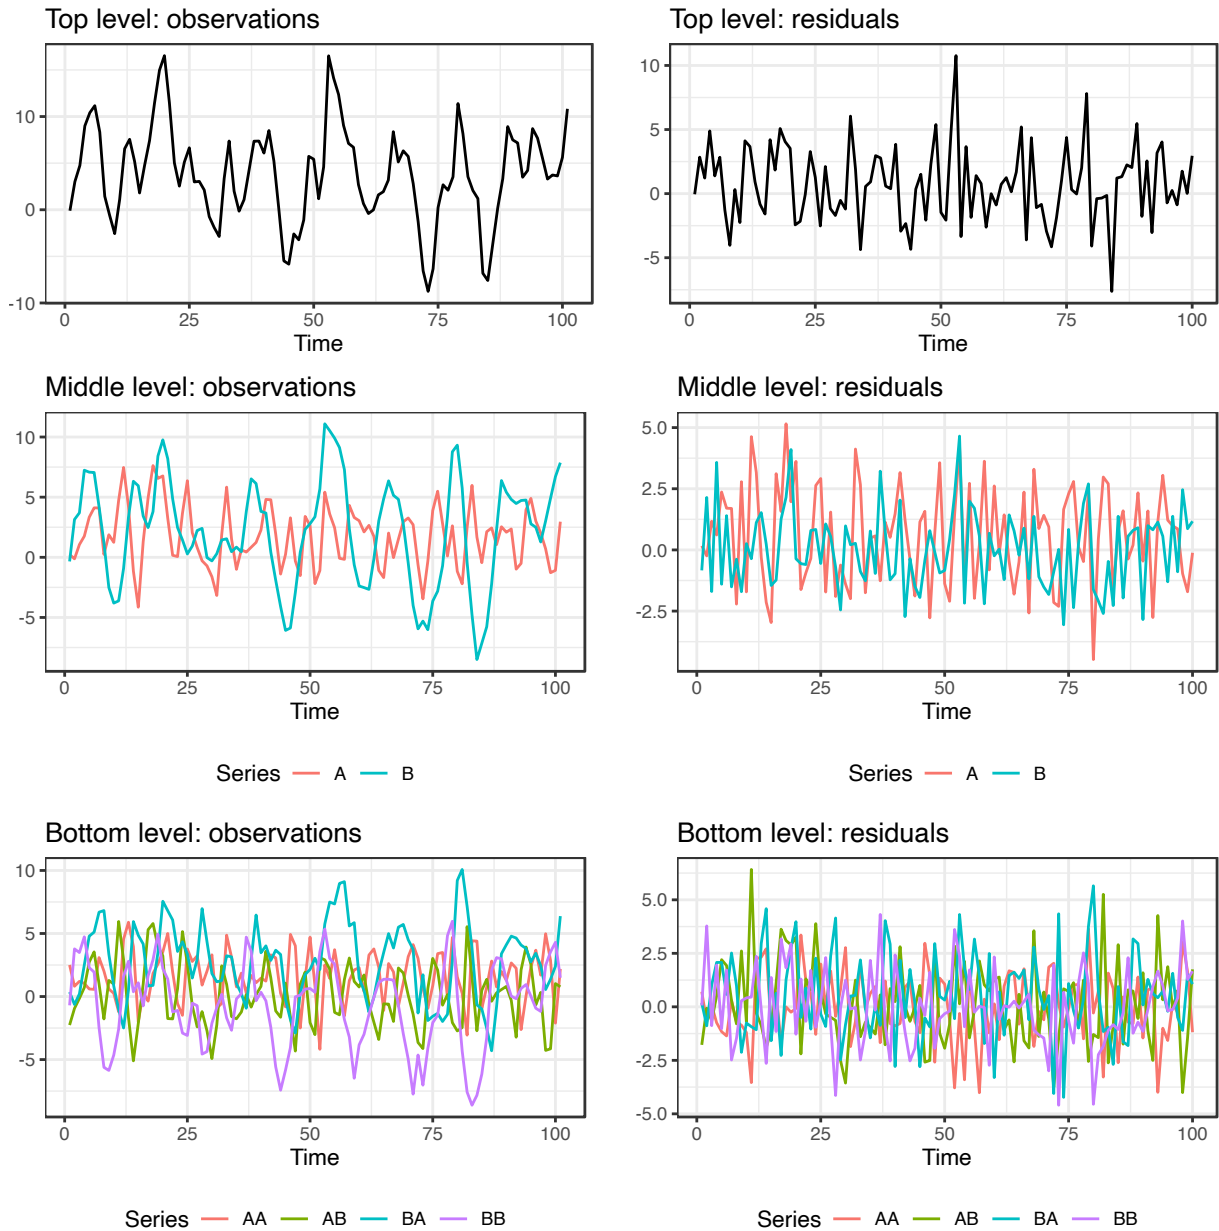 Top level: observations
10
0
-10
0 25 50 75 100
Time
Top level: residuals
10
5
0
-5
0 25 50 75 100
Time
Middle level: observations
10
5
0
-5
0 25 50 75 100
Time
Series A B
Middle level: residuals
5.0
2.5
0.0
-2.5
0 25 50 75 100
Time
Series A B
Bottom level: observations
10
5
0
-5
0 25 50 75 100
Time
Series AA AB BA BB
Bottom level: residuals
5.0
2.5
0.0
-2.5
-5.0
0 25 50 75 100
Time
Series AA AB BA BB